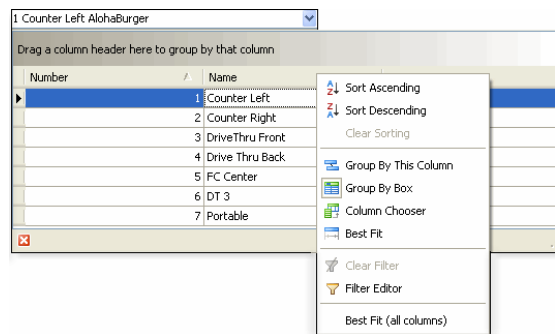 1 Counter Left AlohaBurger
Drag a column header here to group by that column
Number Name
1 Counter Left
2 Counter Right
3 DriveThru Front
4 Drive Thru Back
5 FC Center
6 DT 3
7 Portable
Sort Ascending
Sort Descending
Clear Sorting
Group By This Column
Group By Box
Column Chooser
Best Fit
Clear Filter
Filter Editor
Best Fit (all columns)